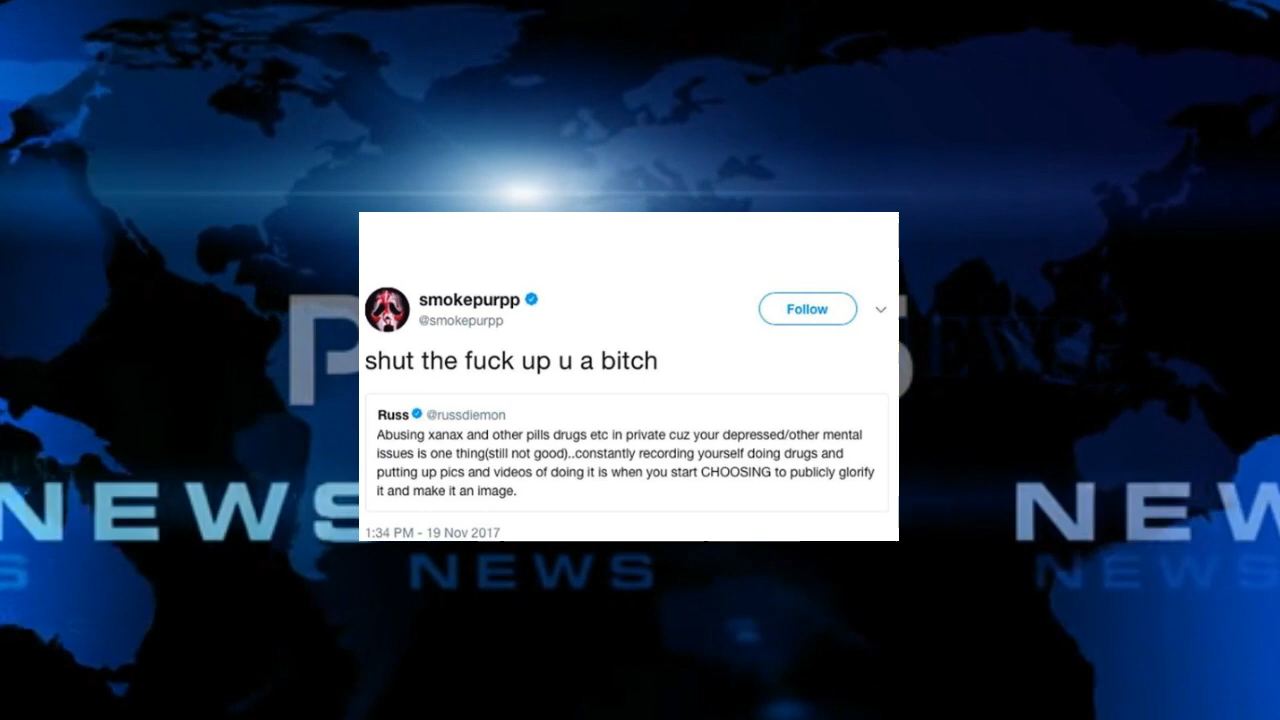 smokepurpp
@smokepurpp
Follow
shut the fuck up u a bitch
Russ @russdiemon
Abusing xanax and other pills drugs etc in private cuz your depressed/other mental
issues is one thing(still not good)..constantly recording yourself doing drugs and
putting up pics and videos of doing it is when you start CHOOSING to publicly glorify
it and make it an image.
1:34 PM - 19 Nov 2017
NEWS
NEW
NEWS
NEWS